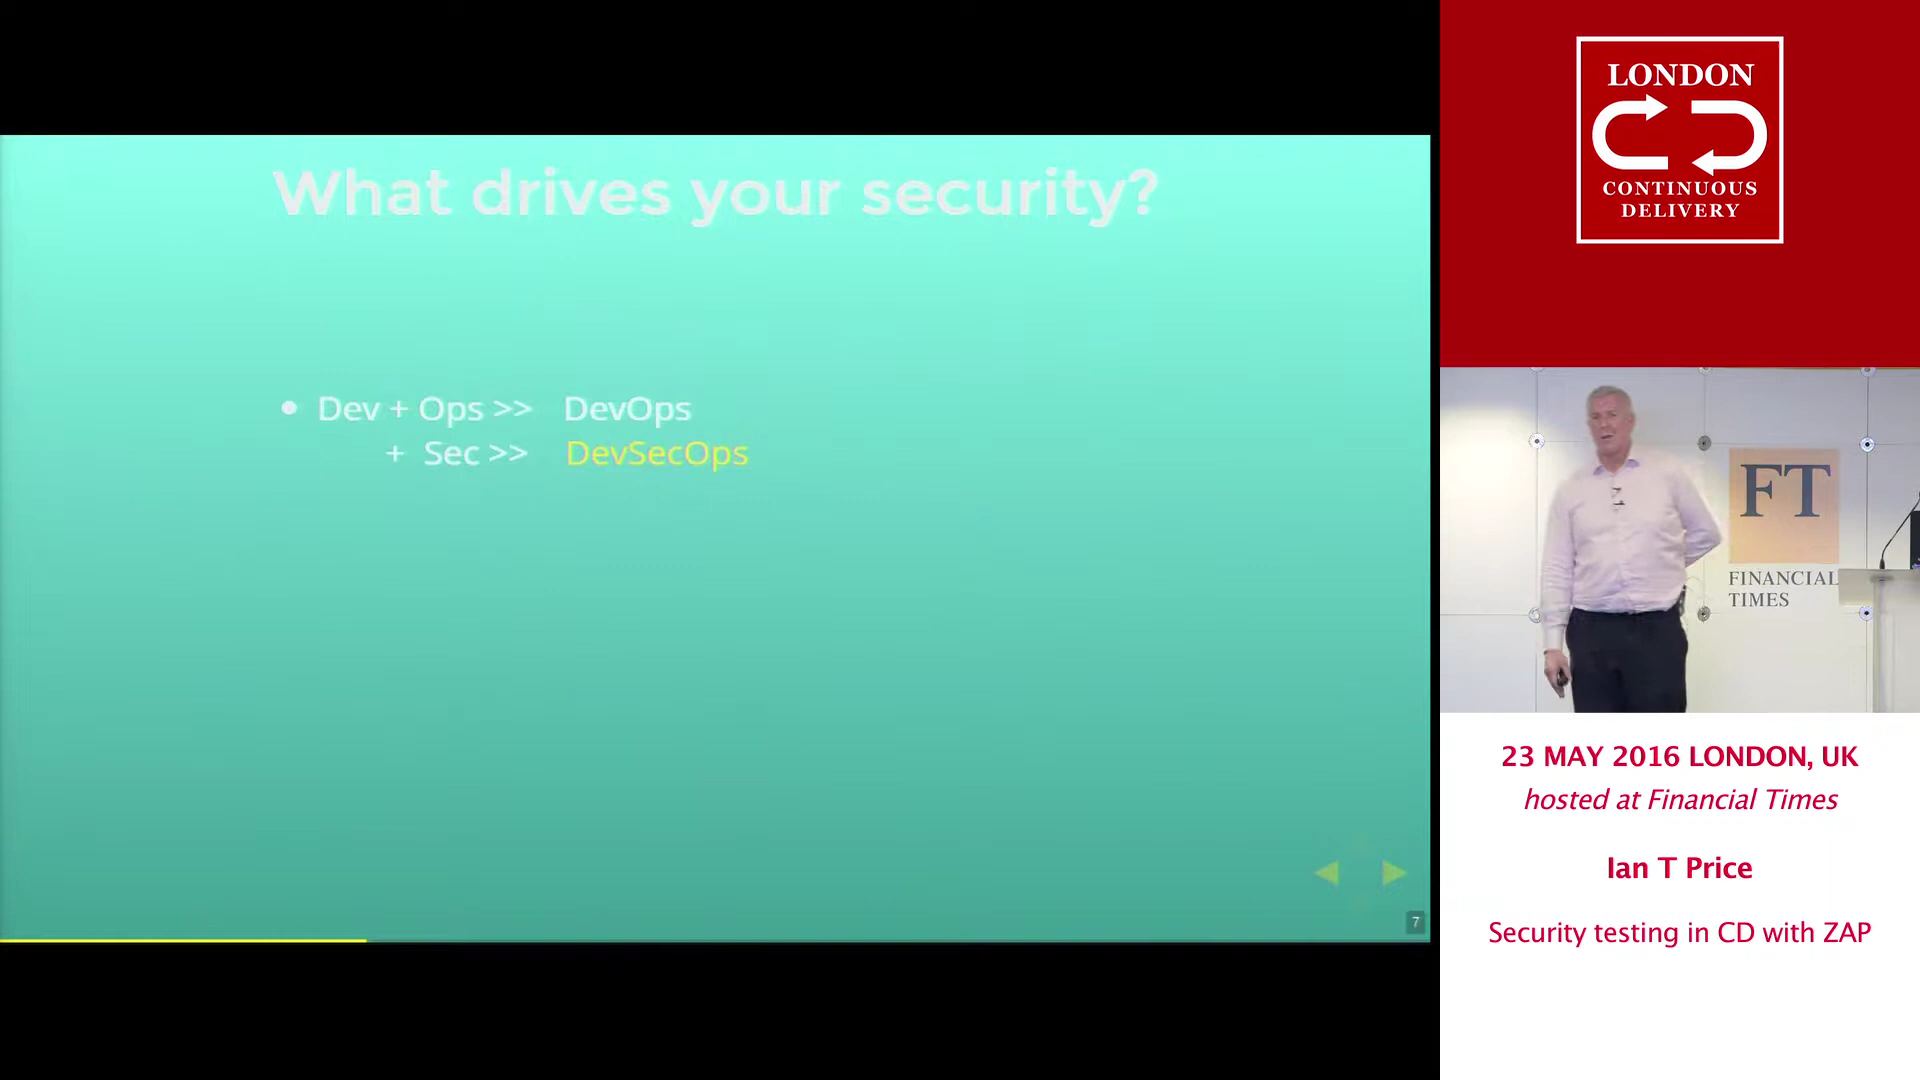 What drives your security?
• Dev + Ops >> DevOps
+ Sec >> DevSecOps
7
LONDON
CONTINUOUS
DELIVERY
FT
FINANCIAL
TIMES
23 MAY 2016 LONDON, UK
hosted at Financial Times
Ian T Price
Security testing in CD with ZAP